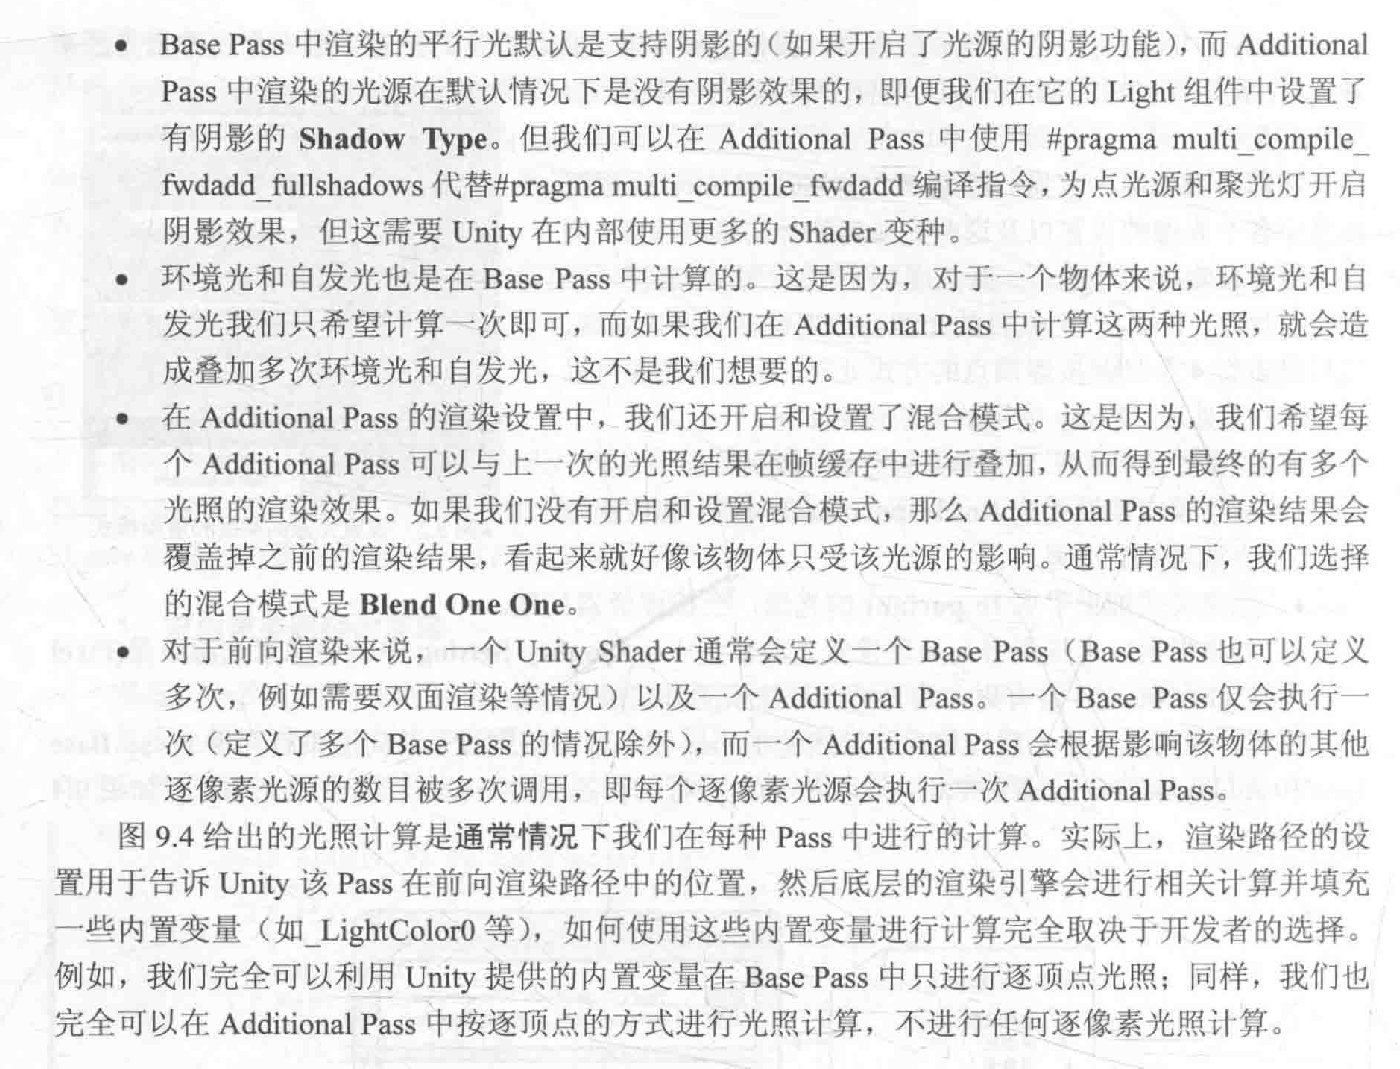 • Base Pass 中渲染的平行光默认是支持阴影的（如果开启了光源的阴影功能），而 Additional
Pass 中渲染的光源在默认情况下是没有阴影效果的，即便我们在它的 Light 组件中设置了
有阴影的 Shadow Type。但我们可以在 Additional Pass 中使用 #pragma multi_compile_
fwdadd_fullshadows 代替#pragma multi_compile_fwdadd 编译指令，为点光源和聚光灯开启
阴影效果，但这需要 Unity 在内部使用更多的 Shader 变种。
• 环境光和自发光也是在 Base Pass 中计算的。这是因为，对于一个物体来说，环境光和自
发光我们只希望计算一次即可，而如果我们在 Additional Pass 中计算这两种光照，就会造
成叠加多次环境光和自发光，这不是我们想要的。
• 在 Additional Pass 的渲染设置中，我们还开启和设置了混合模式。这是因为，我们希望每
个 Additional Pass 可以与上一次的光照结果在帧缓存中进行叠加，从而得到最终的有多个
光照的渲染效果。如果我们没有开启和设置混合模式，那么 Additional Pass 的渲染结果会
覆盖掉之前的渲染结果，看起来就好像该物体只受该光源的影响。通常情况下，我们选择
的混合模式是 Blend One One。
• 对于前向渲染来说，一个 Unity Shader 通常会定义一个 Base Pass（Base Pass 也可以定义
多次，例如需要双面渲染等情况）以及一个 Additional Pass。一个 Base Pass 仅会执行一
次（定义了多个 Base Pass 的情况除外），而一个 Additional Pass 会根据影响该物体的其他
逐像素光源的数目被多次调用，即每个逐像素光源会执行一次 Additional Pass。
图 9.4 给出的光照计算是通常情况下我们在每种 Pass 中进行的计算。实际上，渲染路径的设
置用于告诉 Unity 该 Pass 在前向渲染路径中的位置，然后底层的渲染引擎会进行相关计算并填充
一些内置变量（如_LightColor0 等），如何使用这些内置变量进行计算完全取决于开发者的选择。
例如，我们完全可以利用 Unity 提供的内置变量在 Base Pass 中只进行逐顶点光照；同样，我们也
完全可以在 Additional Pass 中按逐顶点的方式进行光照计算，不进行任何逐像素光照计算。